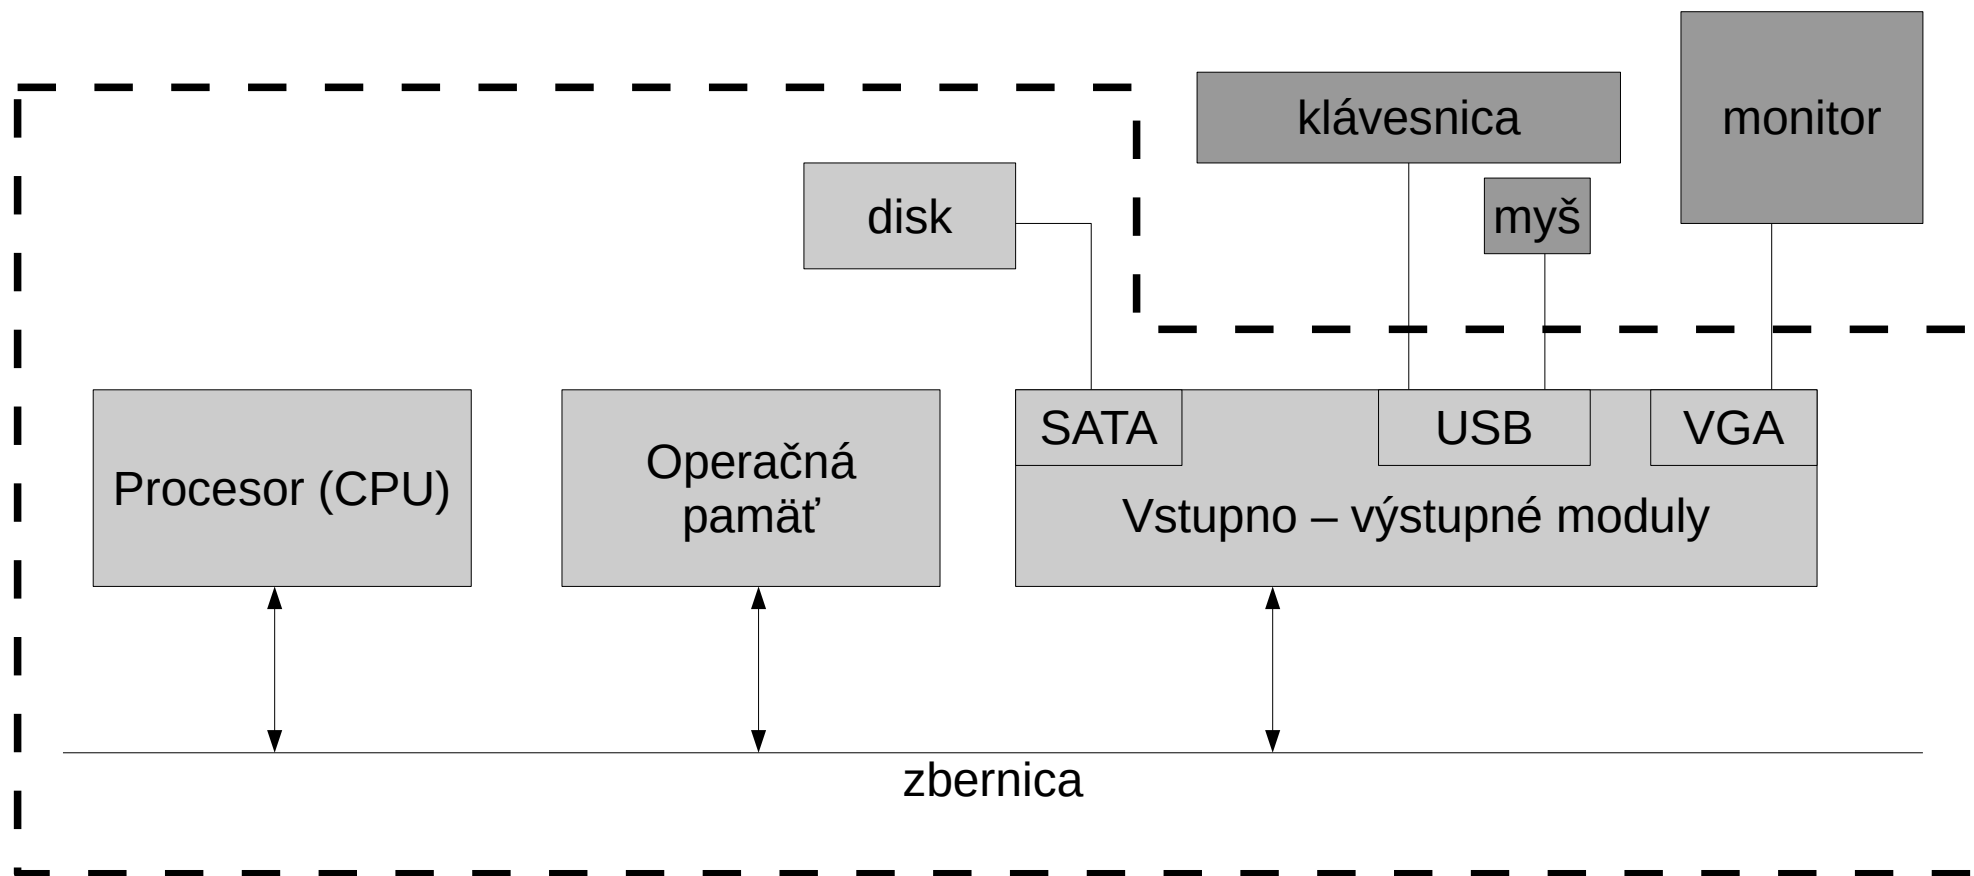 klávesnica
monitor
disk
myš
SATA
USB
VGA
Procesor (CPU)
Operačná
pamäť
Vstupno – výstupné moduly
zbernica